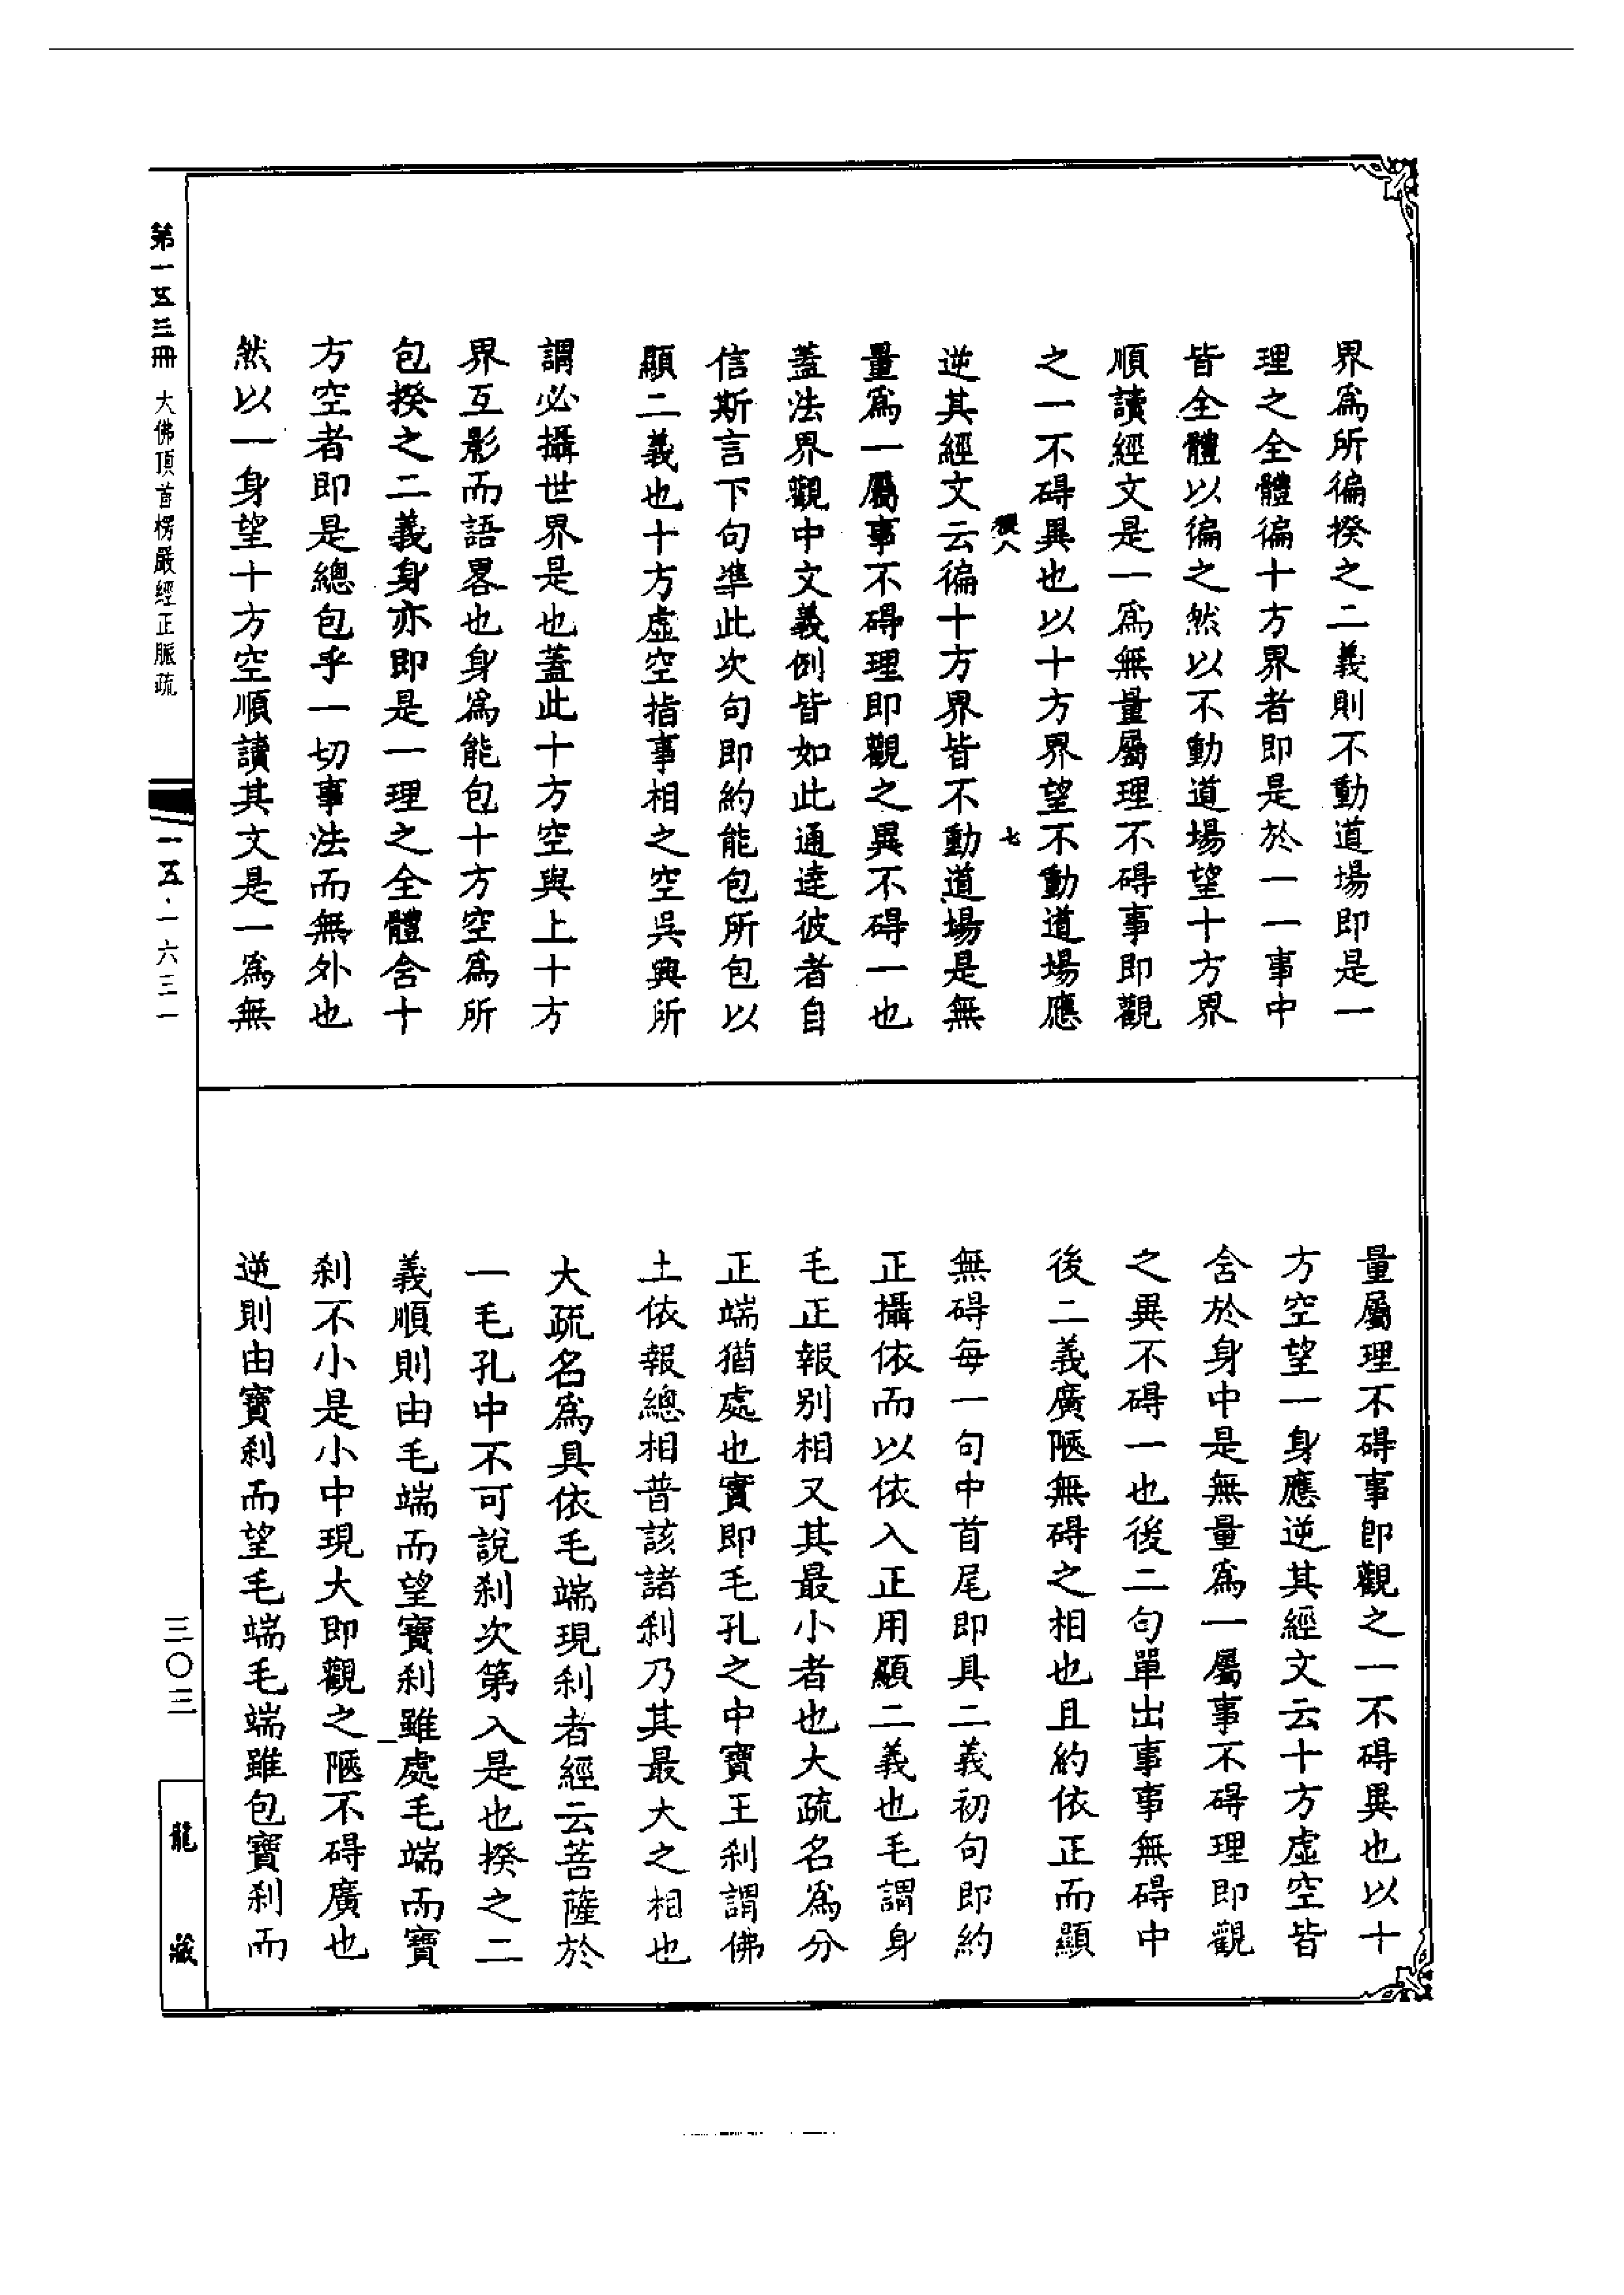 界爲所徧揆之二義則不動道場即是一
理之全體徧十方界者即是於一一事中
皆全體以徧之然以不動道場望十方界
順讀經文是一爲無量屬理不碍事即觀
之一不碍異也以十方界望不動道場應
八
七
逆其經文云徧十方界皆不動道場是無
量爲一屬事不碍理即觀之異不碍一也
蓋法界觀中文義例皆如此通達彼者自
信斯言下句準此次句即約能包所包以
顯二義也十方虛空指事相之空吳興所
謂必攝世界是也蓋此十方空與上十方
界互影而語畧也身爲能包十方空爲所
包揆之二義身亦即是一理之全體含十
方空者即是總包乎一切事法而無外也
然以一身望十方空順讀其文是一爲無
量屬理不碍事卽觀之一不碍異也以十
方空望一身應逆其經文云十方虛空皆
含於身中是無量爲一屬事不碍理即觀
之異不碍一也後二句單出事事無碍中
後二義廣陿無碍之相也且約依正而顯
無碍每一句中首尾即具二義初句即約
正攝依而以依入正用顯二義也毛謂身
毛正報别相又其最小者也大疏名爲分
正端猶處也實即毛孔之中寶王刹謂佛
土依報總相普該諸刹乃其最大之相也
大疏名爲具依毛端現刹者經云菩薩於
一毛孔中不可說刹次第入是也揆之二
義順則由毛端而望寶刹雖處毛端而寶
刹不小是小中現大即觀之陿不碍廣也
逆則由寶刹而望毛端毛端雖包寶刹而
第一五三冊 大佛頂首楞嚴經正脈疏
一五·一六三一
三〇三
龍藏